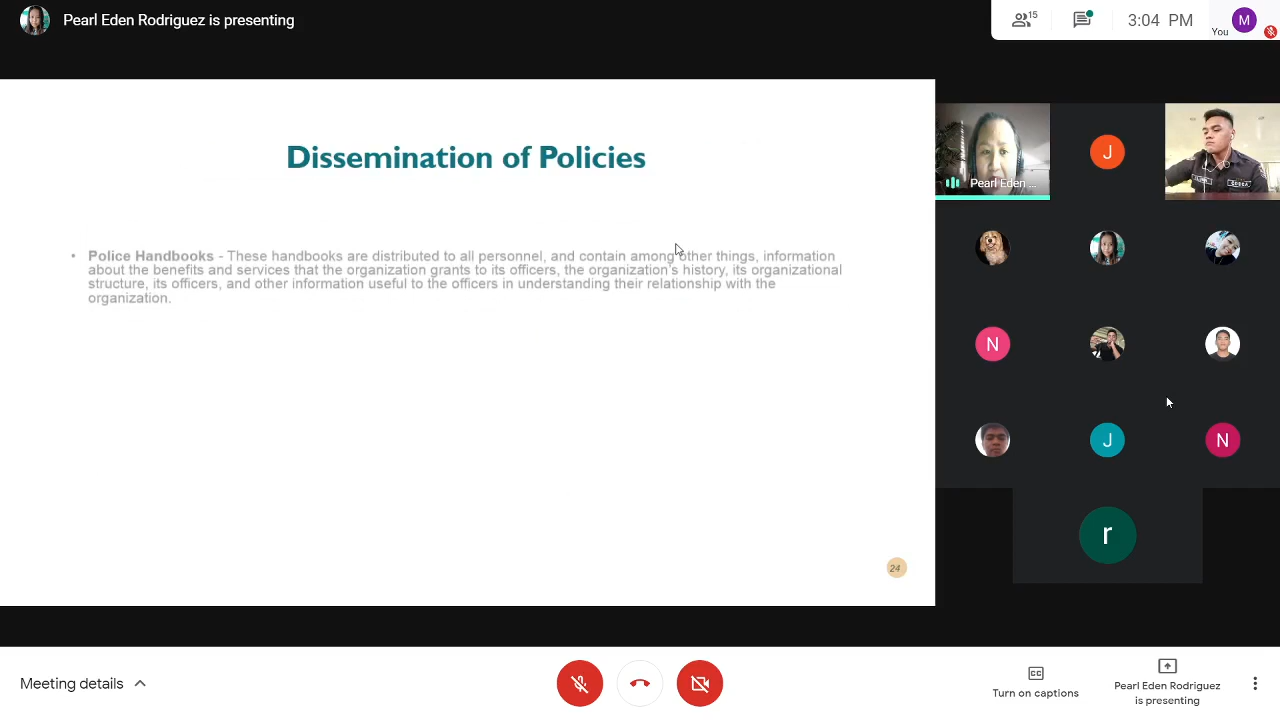 Pearl Eden Rodriguez is presenting
15
3:04 PM
You
M
Dissemination of Policies
• Police Handbooks - These handbooks are distributed to all personnel, and contain among other things, information
about the benefits and services that the organization grants to its officers, the organization's history, its organizational
structure, its officers, and other information useful to the officers in understanding their relationship with the
organization.
24
Pearl Eden ...
J
N
J
N
r
Meeting details
CC
Turn on captions
Pearl Eden Rodriguez
is presenting